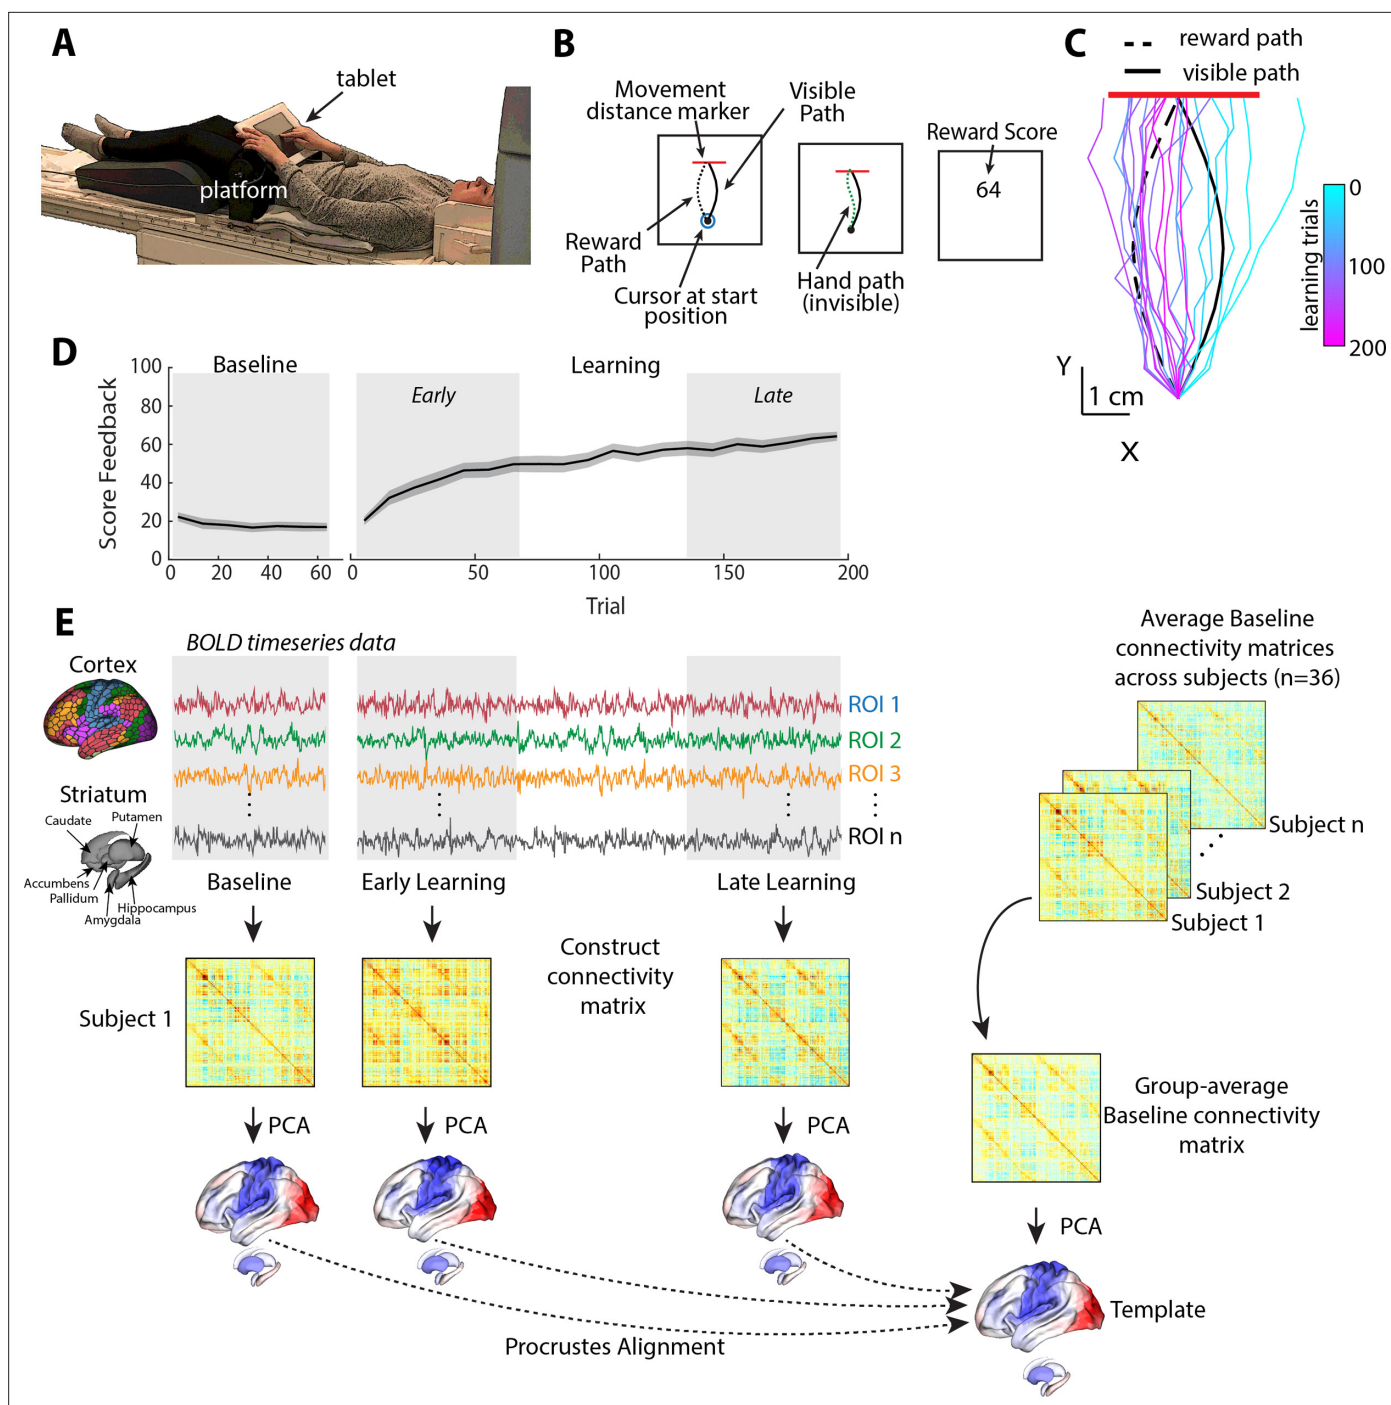 A
tablet
platform
B
Movement
distance marker
Visible
Path
Reward Score
64
Reward
Path
Cursor at start
position
Hand path
(invisible)
C
reward path
visible path
0
100
200
learning trials
Y
1 cm
X
D
Baseline
Learning
Early
Late
Score Feedback
100
80
60
40
20
0
0
20
40
60
0
50
100
150
200
Trial
E
BOLD timeseries data
Cortex
Striatum
Caudate
Putamen
Accumbens
Pallidum
Amygdala
Hippocampus
ROI 1
ROI 2
ROI 3
ROI n
Baseline
Early Learning
Late Learning
Subject 1
Construct
connectivity
matrix
PCA
PCA
PCA
Procrustes Alignment
Average Baseline
connectivity matrices
across subjects (n=36)
Subject n
Subject 2
Subject 1
Group-average
Baseline connectivity
matrix
PCA
Template